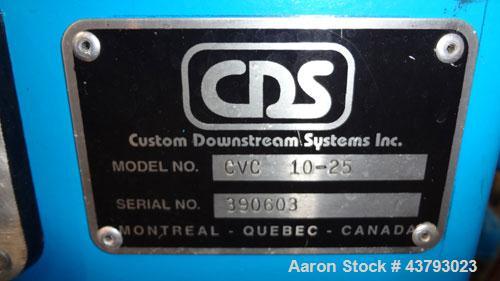 CDS
Custom Downstream Systems Inc.
MODEL NO. CVC 10-25
SERIAL NO. 390603
MONTREAL - QUEBEC - CANADA
Aaron Stock # 43793023